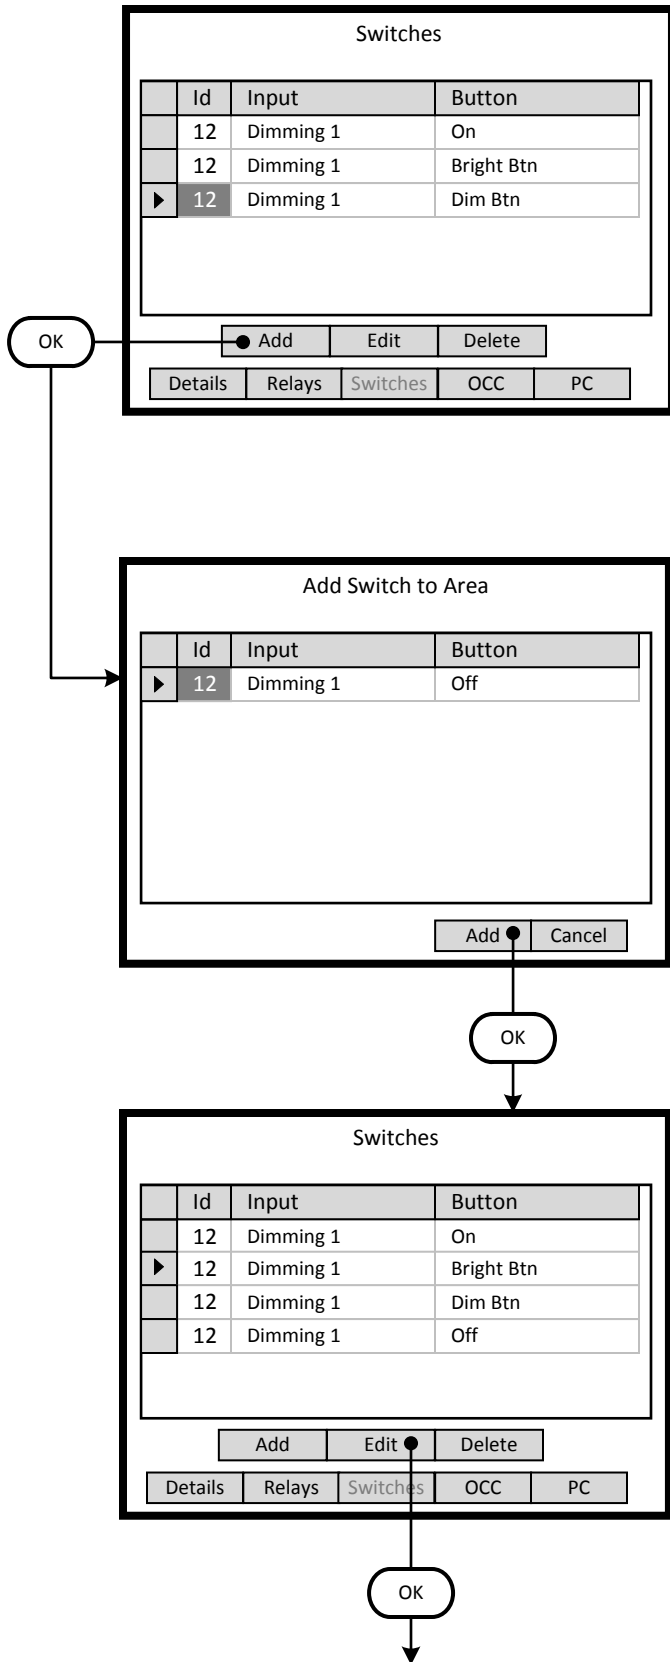 Switches
Id Input Button
12 Dimming 1 On
12 Dimming 1 Bright Btn
12 Dimming 1 Dim Btn
OK Add Edit Delete
Details Relays Switches OCC PC
Add Switch to Area
Id Input Button
12 Dimming 1 Off
Add Cancel
OK
Switches
Id Input Button
12 Dimming 1 On
12 Dimming 1 Bright Btn
12 Dimming 1 Dim Btn
12 Dimming 1 Off
Add Edit Delete
Details Relays Switches OCC PC
OK